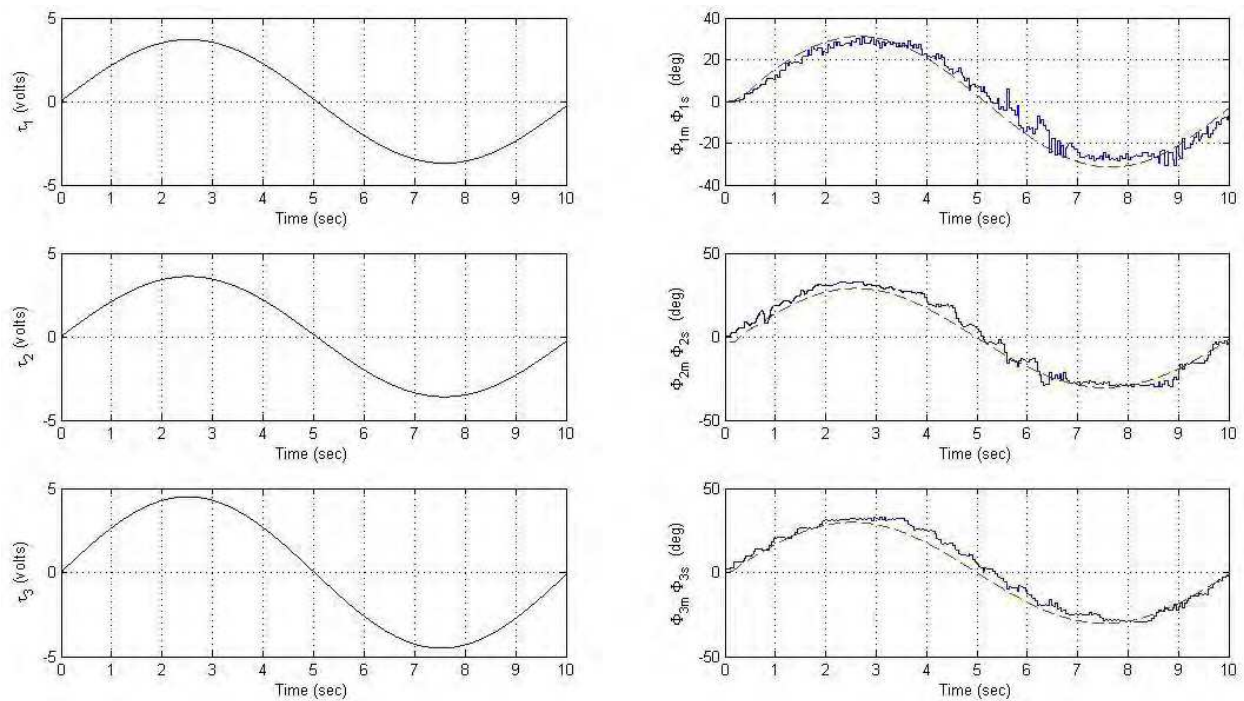 5
0
-5
τ1 (volts)
0 1 2 3 4 5 6 7 8 9 10
Time (sec)
40
20
0
-20
-40
Φ1m Φ1s (deg)
0 1 2 3 4 5 6 7 8 9 10
Time (sec)
5
0
-5
τ2 (volts)
0 1 2 3 4 5 6 7 8 9 10
Time (sec)
50
0
-50
Φ2m Φ2s (deg)
0 1 2 3 4 5 6 7 8 9 10
Time (sec)
5
0
-5
τ3 (volts)
0 1 2 3 4 5 6 7 8 9 10
Time (sec)
50
0
-50
Φ3m Φ3s (deg)
0 1 2 3 4 5 6 7 8 9 10
Time (sec)